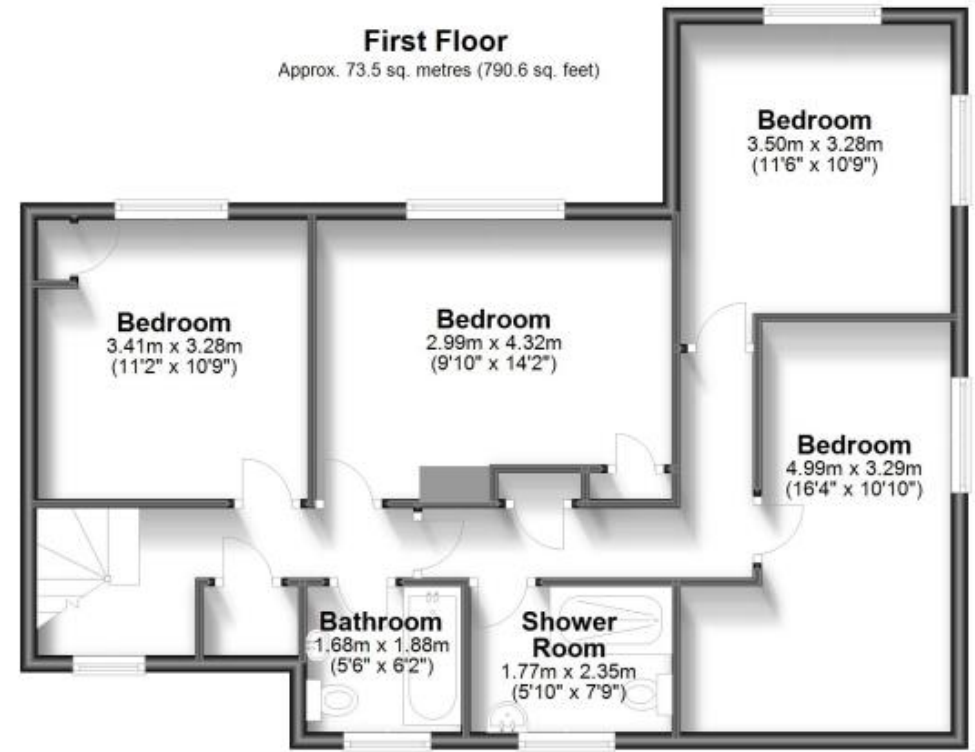 First Floor
Approx. 73.5 sq. metres (790.6 sq. feet)
Bedroom
3.50m x 3.28m
(11'6" x 10'9")
Bedroom
3.41m x 3.28m
(11'2" x 10'9")
Bedroom
2.99m x 4.32m
(9'10" x 14'2")
Bedroom
4.99m x 3.29m
(16'4" x 10'10")
Bathroom
1.68m x 1.88m
(5'6" x 6'2")
Shower
Room
1.77m x 2.35m
(5'10" x 7'9")